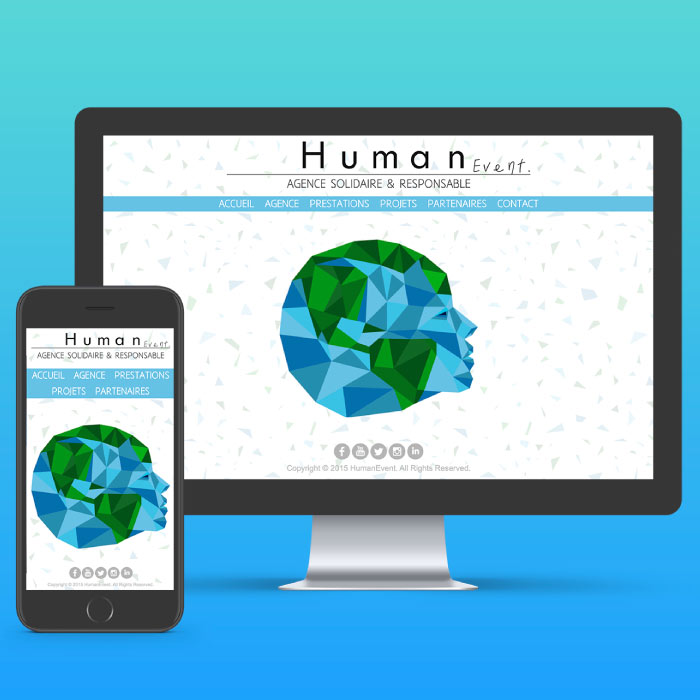 Human Event.
AGENCE SOLIDAIRE & RESPONSABLE
ACCUEIL AGENCE PRESTATIONS PROJETS PARTENAIRES CONTACT
Copyright © 2015 HumanEvent. All Rights Reserved.
Human Event.
AGENCE SOLIDAIRE & RESPONSABLE
ACCUEIL AGENCE PRESTATIONS
PROJETS PARTENAIRES
Copyright © 2015 HumanEvent. All Rights Reserved.